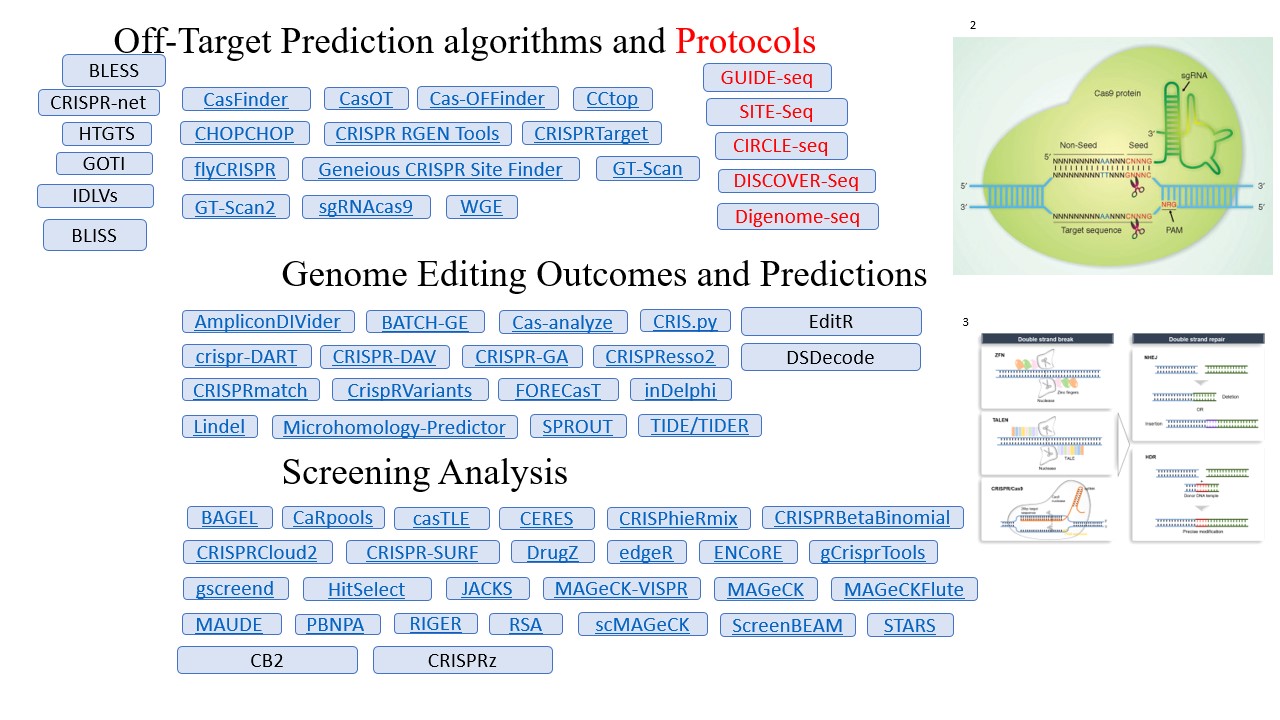 Off-Target Prediction algorithms and Protocols
BLESS
CRISPR-net
HTGTS
GOTI
IDLVs
BLISS
CasFinder CasOT Cas-OFFinder CCtop
CHOPCHOP CRISPR RGEN Tools CRISPRTarget
flyCRISPR Geneious CRISPR Site Finder GT-Scan
GT-Scan2 sgRNAcas9 WGE
GUIDE-seq
SITE-Seq
CIRCLE-seq
DISCOVER-Seq
Digenome-seq
2
sgRNA
Cas9 protein
3'
Non-Seed Seed
5' NNNNNNNNNAANNNCNNNG
NNNNNNNNNTTNNNGNNNC
5' 3'
3' NRG 5'
NNNNNNNNNAANNNCNNNG
Target sequence PAM
Genome Editing Outcomes and Predictions
AmpliconDIVider BATCH-GE Cas-analyze CRIS.py EditR
crispr-DART CRISPR-DAV CRISPR-GA CRISPResso2 DSDecode
CRISPRmatch CrispRVariants FORECasT inDelphi
Lindel Microhomology-Predictor SPROUT TIDE/TIDER
3
Double strand break
ZFN
Zinc fingers
Nuclease
TALEN
TALE
Nuclease
CRISPR/Cas9
Double strand repair
NHEJ
Deletion
OR
Insertion
HDR
Donor DNA temple
Precise modification
Screening Analysis
BAGEL CaRpools casTLE CERES CRISPhieRmix CRISPRBetaBinomial
CRISPRCloud2 CRISPR-SURF DrugZ edgeR ENCoRE gCrisprTools
gscreend HitSelect JACKS MAGeCK-VISPR MAGeCK MAGeCKFlute
MAUDE PBNPA RIGER RSA scMAGeCK ScreenBEAM STARS
CB2 CRISPRz